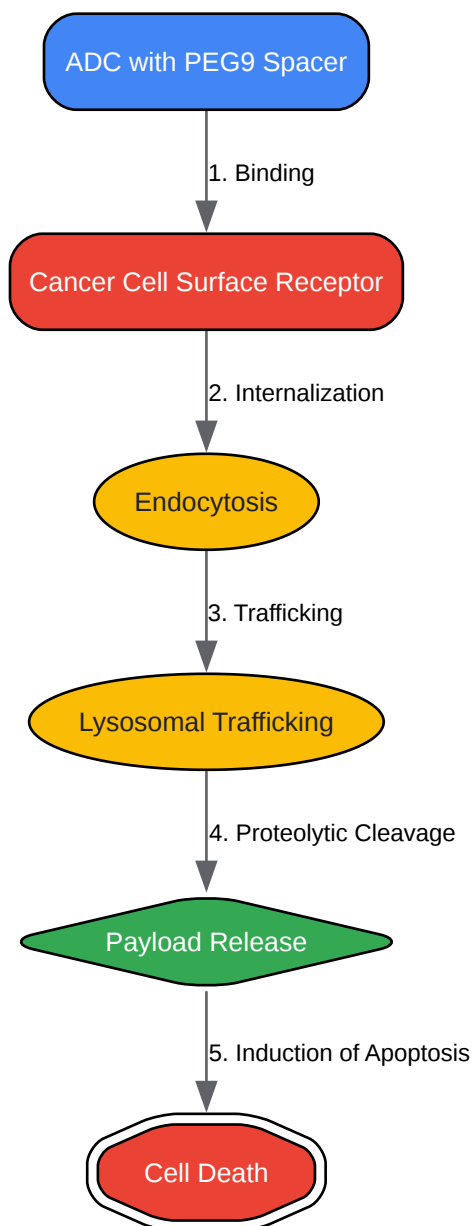 ADC with PEG9 Spacer
1. Binding
Cancer Cell Surface Receptor
2. Internalization
Endocytosis
3. Trafficking
Lysosomal Trafficking
4. Proteolytic Cleavage
Payload Release
5. Induction of Apoptosis
Cell Death